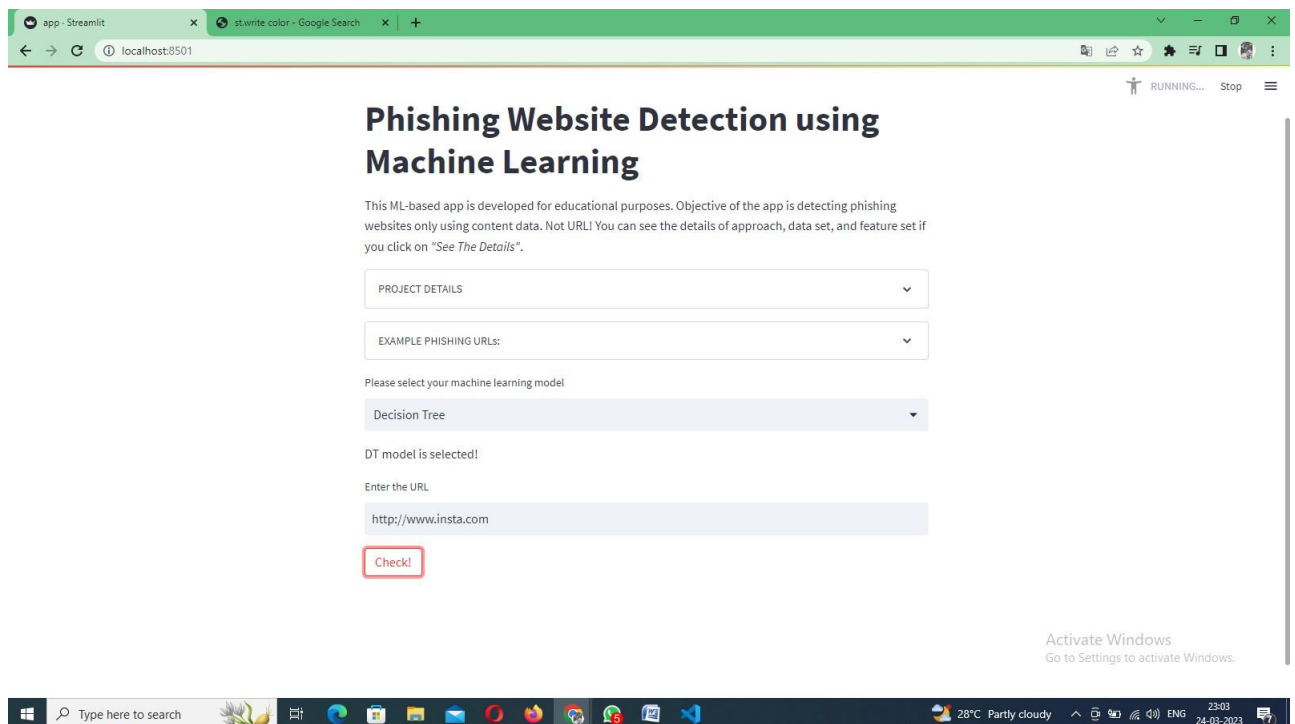 app · Streamlit
st.write color - Google Search
localhost:8501
RUNNING... Stop
Phishing Website Detection using
Machine Learning
This ML-based app is developed for educational purposes. Objective of the app is detecting phishing
websites only using content data. Not URL! You can see the details of approach, data set, and feature set if
you click on "See The Details".
PROJECT DETAILS
EXAMPLE PHISHING URLs:
Please select your machine learning model
Decision Tree
DT model is selected!
Enter the URL
http://www.insta.com
Check!
Activate Windows
Go to Settings to activate Windows.
Type here to search
28°C Partly cloudy
ENG
23:03
24-03-2023